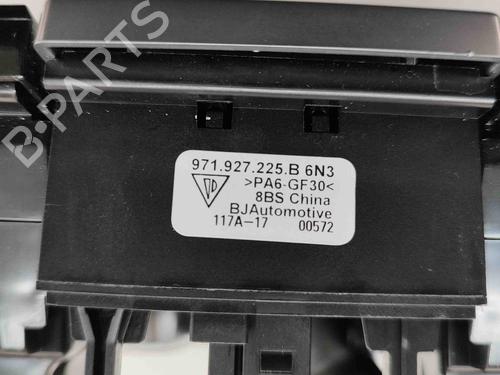 B-PARTS
971.927.225.B 6N3
>PA6-GF30<
8BS China
BJAutomotive
117A-17 00572